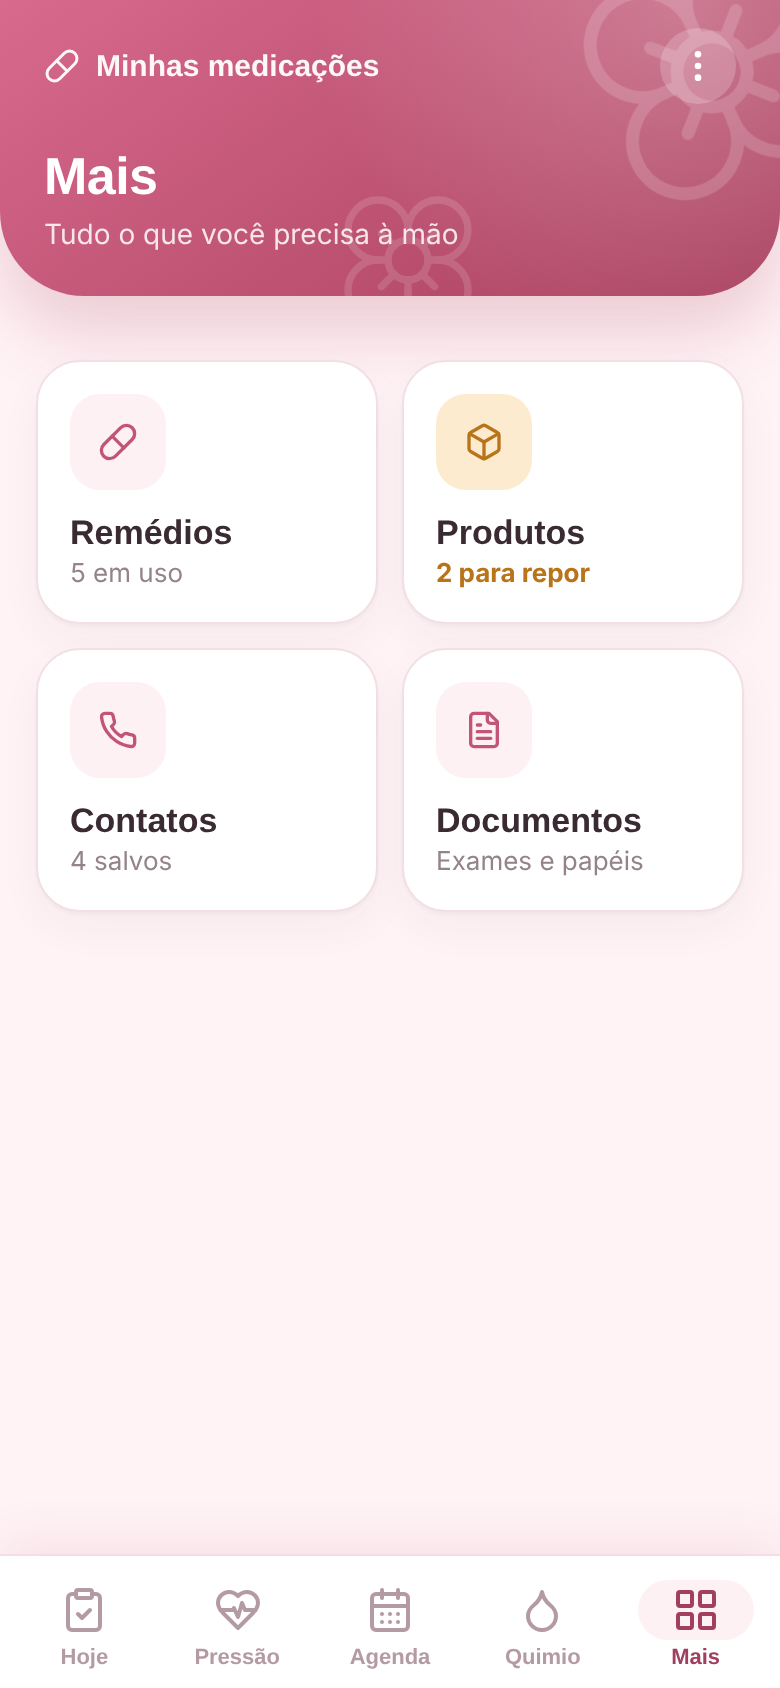 Minhas medicações
Mais
Tudo o que você precisa à mão
Remédios
5 em uso
Produtos
2 para repor
Contatos
4 salvos
Documentos
Exames e papéis
Hoje
Pressão
Agenda
Quimio
Mais